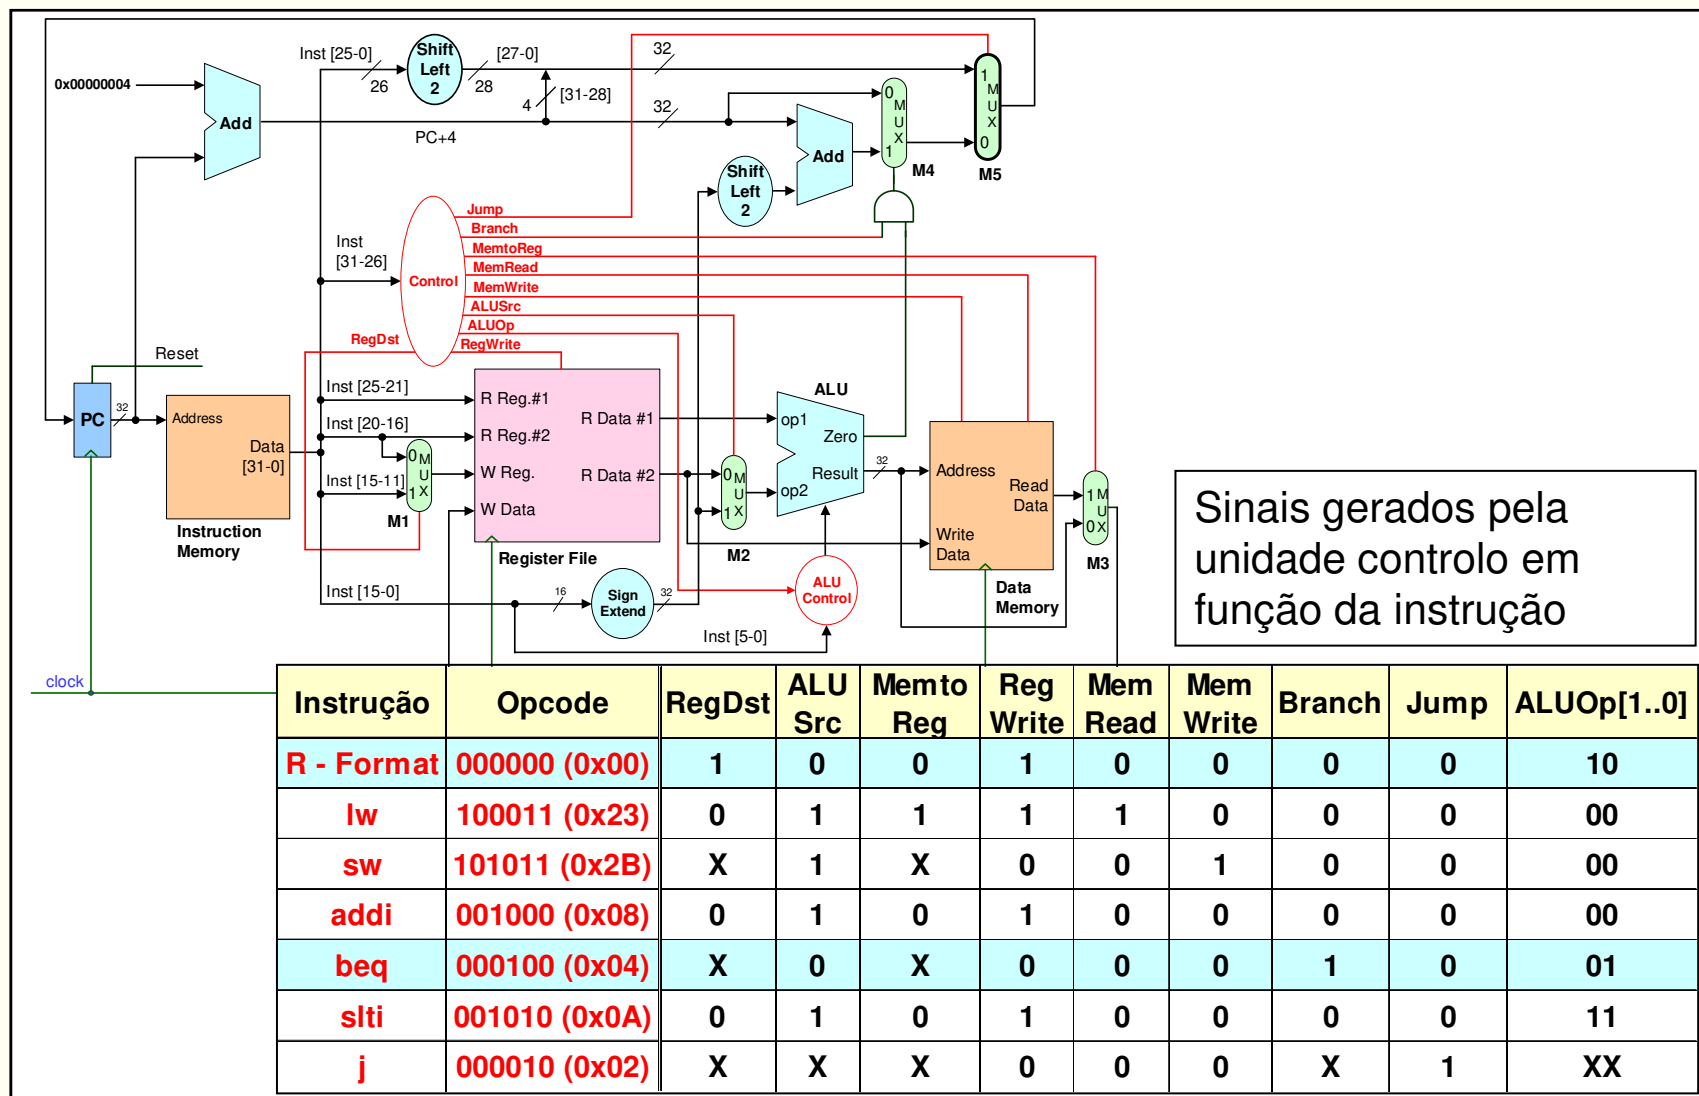 Inst [25-0]
Shift
Left
2
[27-0]
32
26
28
0x00000004
4
[31-28]
32
Add
PC+4
0
M
U
X
1
M4
1
M
U
X
0
M5
Add
Shift
Left
2
Jump
Branch
MemtoReg
MemRead
MemWrite
ALUSrc
ALUOp
RegWrite
RegDst
Inst
[31-26]
Control
Reset
PC
32
Address
Data
[31-0]
Instruction
Memory
Inst [25-21]
Inst [20-16]
Inst [15-11]
0
M
U
1 X
M1
R Reg.#1
R Reg.#2
W Reg.
W Data
R Data #1
R Data #2
Register File
0 M
U
1 X
M2
ALU
op1
Zero
Result
op2
32
ALU
Control
Address
Read
Data
Write
Data
Data
Memory
1 M
U
0 X
M3
Inst [15-0]
16
Sign
Extend
32
Inst [5-0]
clock
Sinais gerados pela
unidade controlo em
função da instrução
Instrução Opcode RegDst ALU Src Memto Reg Reg Write Mem Read Mem Write Branch Jump ALUOp[1..0]
R - Format 000000 (0x00) 1 0 0 1 0 0 0 0 10
lw 100011 (0x23) 0 1 1 1 1 0 0 0 00
sw 101011 (0x2B) X 1 X 0 0 1 0 0 00
addi 001000 (0x08) 0 1 0 1 0 0 0 0 00
beq 000100 (0x04) X 0 X 0 0 0 1 0 01
slti 001010 (0x0A) 0 1 0 1 0 0 0 0 11
j 000010 (0x02) X X X 0 0 0 X 1 XX